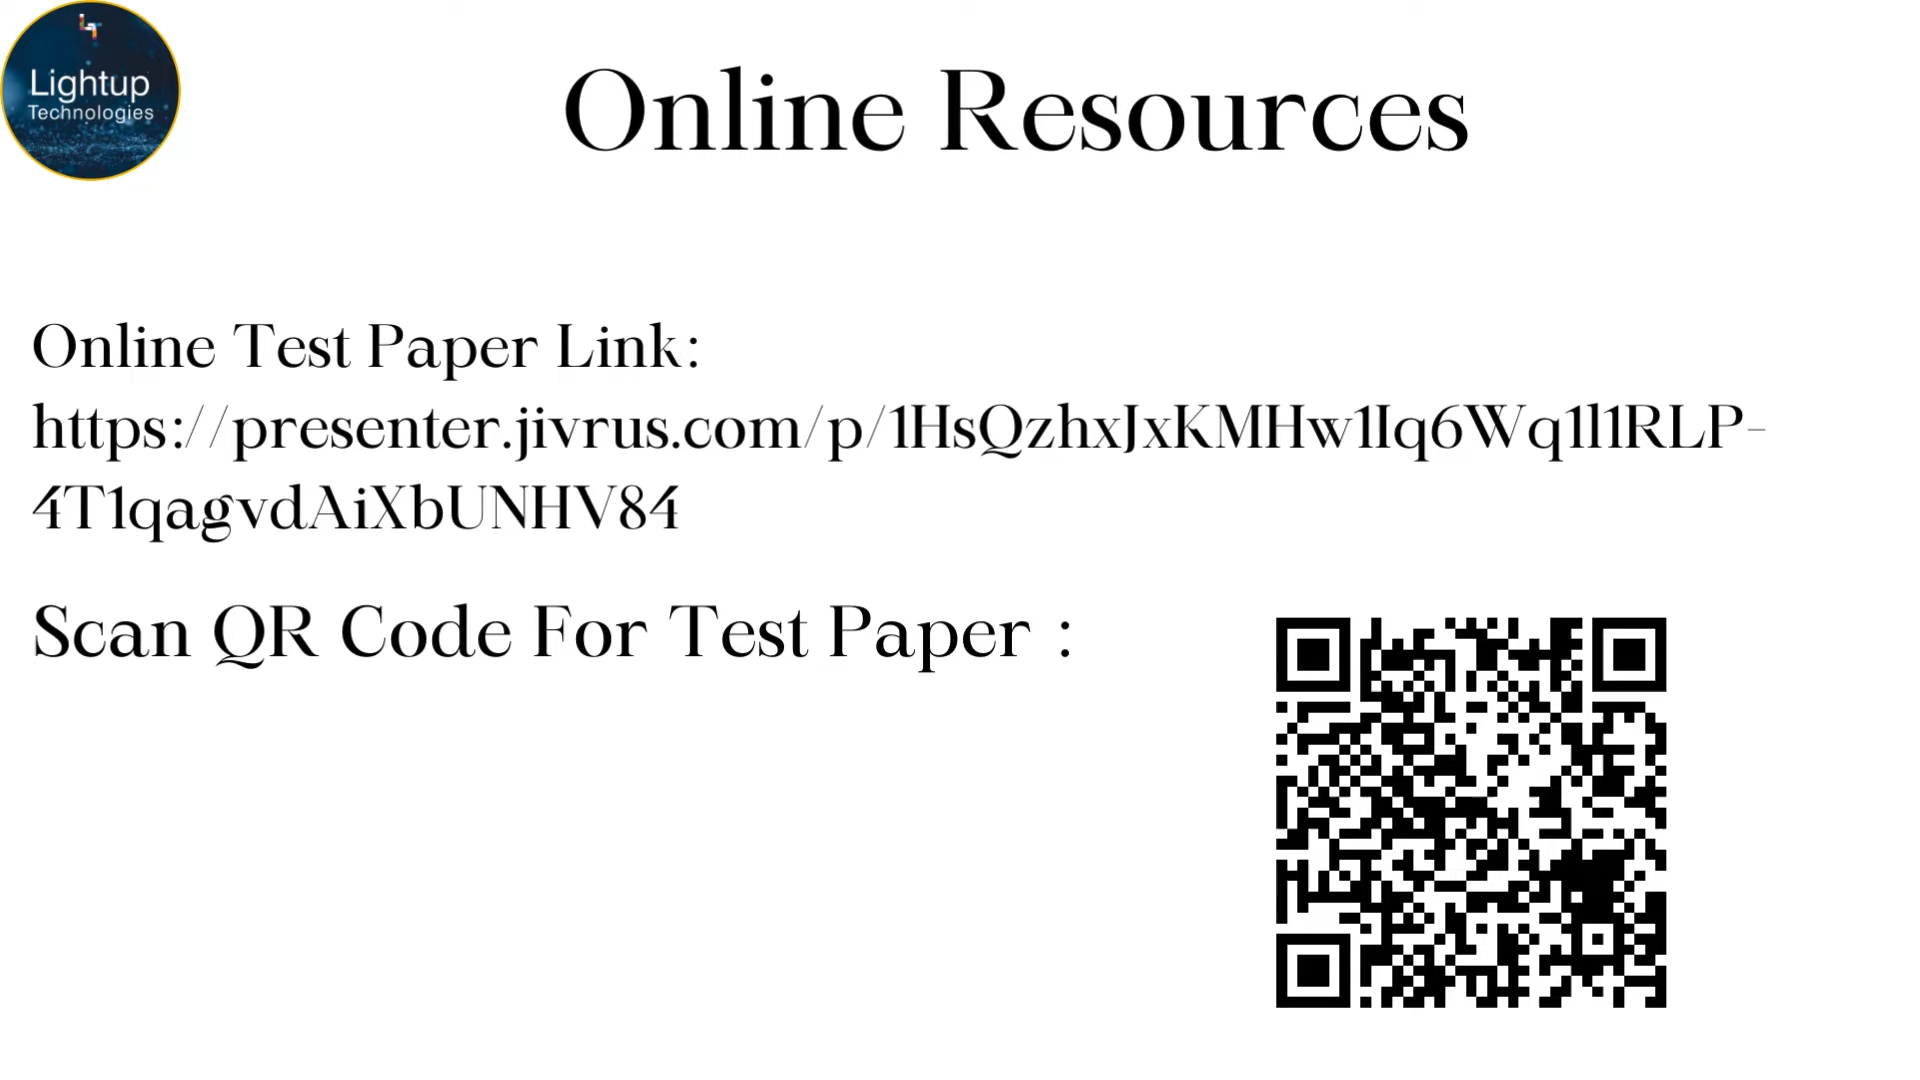 Lightup
Technologies
Online Resources
Online Test Paper Link:
https://presenter.jivrus.com/p/1HsQzhxJxKMHw1Iq6Wq1l1RLP-
4T1qagvdAiXbUNHV84
Scan QR Code For Test Paper :